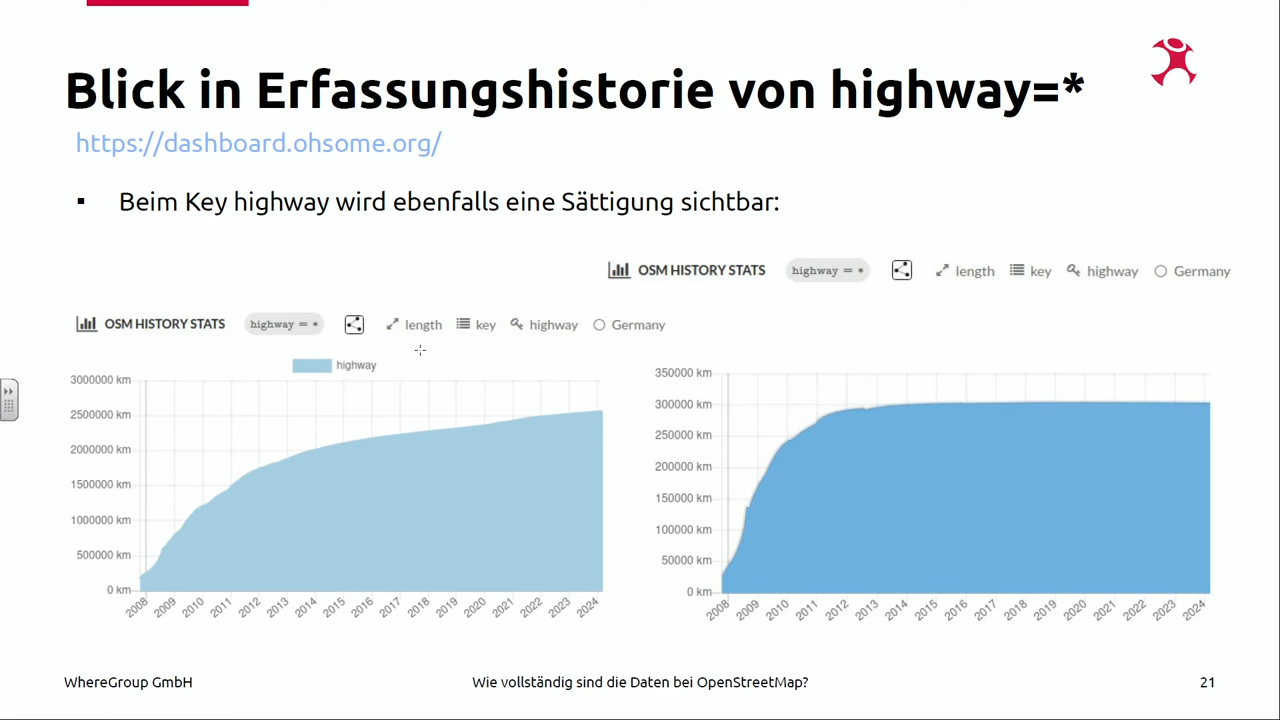 Blick in Erfassungshistorie von highway=*
https://dashboard.ohsome.org/
▪ Beim Key highway wird ebenfalls eine Sättigung sichtbar:
OSM HISTORY STATS highway = * length key highway Germany
OSM HISTORY STATS highway = * length key highway Germany
highway
3000000 km
2500000 km
2000000 km
1500000 km
1000000 km
500000 km
0 km
2008 2009 2010 2011 2012 2013 2014 2015 2016 2017 2018 2019 2020 2021 2022 2023 2024
350000 km
300000 km
250000 km
200000 km
150000 km
100000 km
50000 km
0 km
2008 2009 2010 2011 2012 2013 2014 2015 2016 2017 2018 2019 2020 2021 2022 2023 2024
WhereGroup GmbH
Wie vollständig sind die Daten bei OpenStreetMap?
21